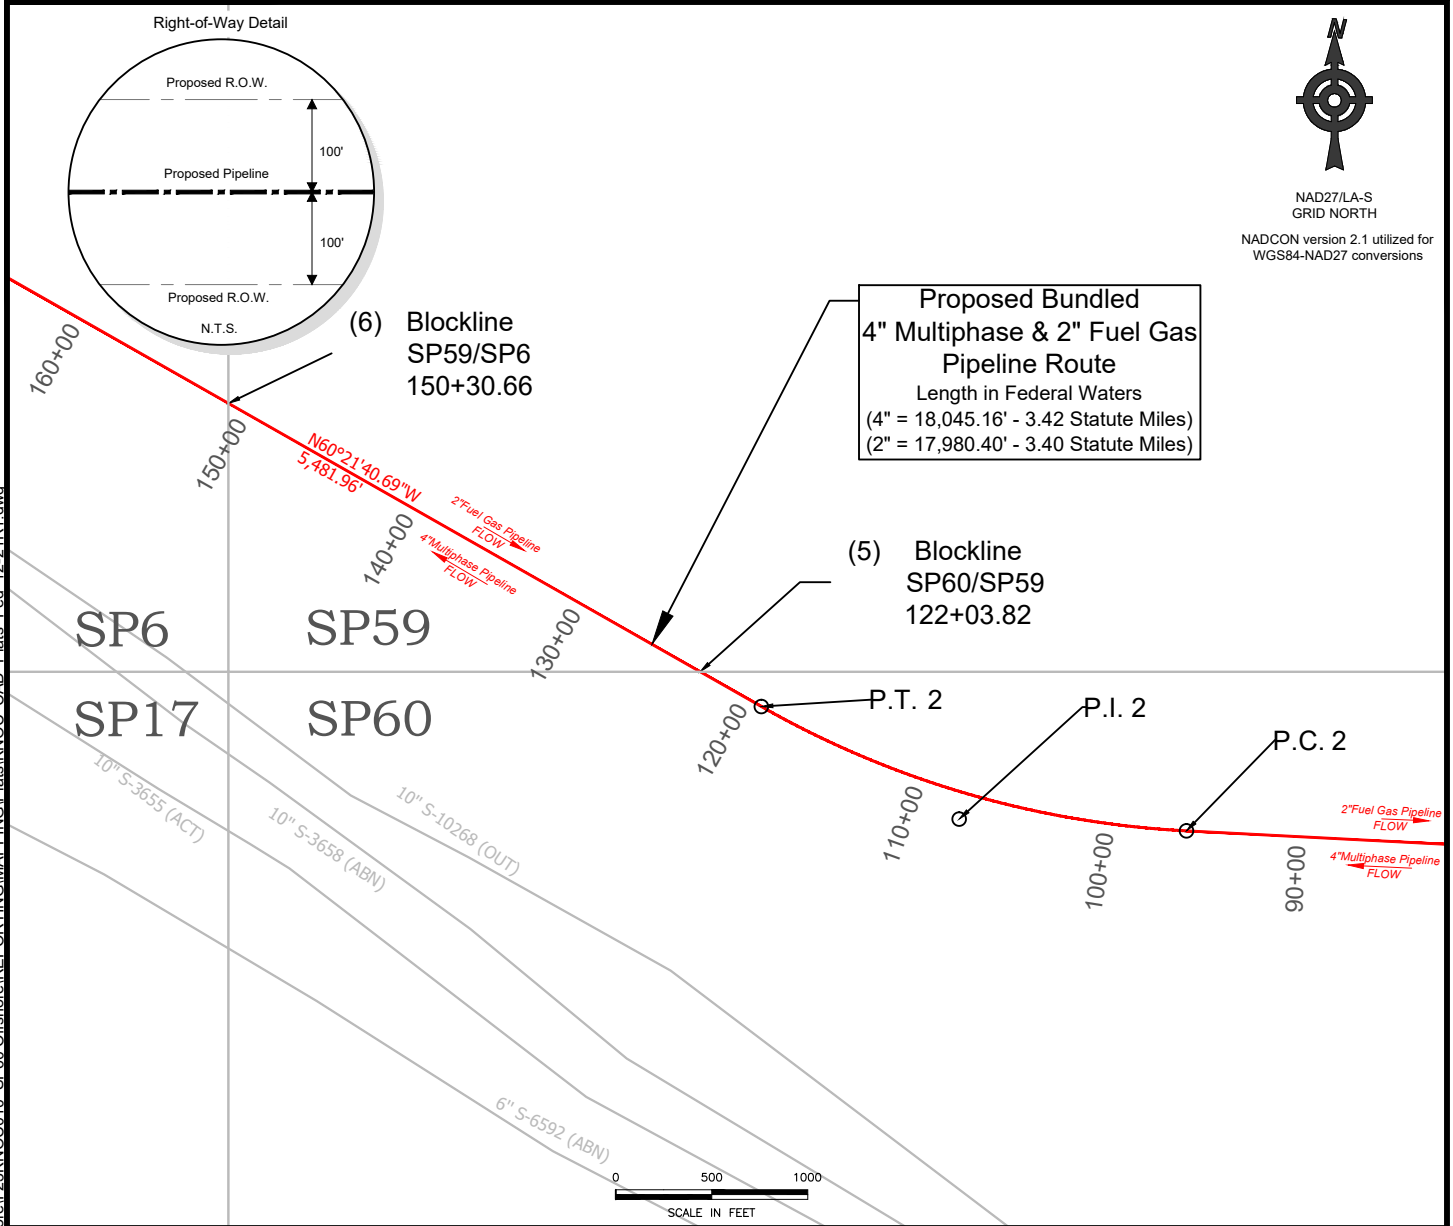 Right-of-Way Detail
Proposed R.O.W.
100'
Proposed Pipeline
100'
Proposed R.O.W.
N.T.S.
N
NAD27/LA-S
GRID NORTH
NADCON version 2.1 utilized for
WGS84-NAD27 conversions
(6) Blockline
SP59/SP6
150+30.66
Proposed Bundled
4" Multiphase & 2" Fuel Gas
Pipeline Route
Length in Federal Waters
(4" = 18,045.16' - 3.42 Statute Miles)
(2" = 17,980.40' - 3.40 Statute Miles)
160+00
150+00
N60°21'40.69"W
5,481.96'
2"Fuel Gas Pipeline
FLOW
4"Multiphase Pipeline
FLOW
140+00
130+00
(5) Blockline
SP60/SP59
122+03.82
SP6
SP59
SP17
SP60
120+00
P.T. 2
P.I. 2
P.C. 2
110+00
100+00
90+00
2"Fuel Gas Pipeline
FLOW
4"Multiphase Pipeline
FLOW
10" S-3655 (ACT)
10" S-3658 (ABN)
10" S-10268 (OUT)
6" S-6592 (ABN)
0 500 1000
SCALE IN FEET